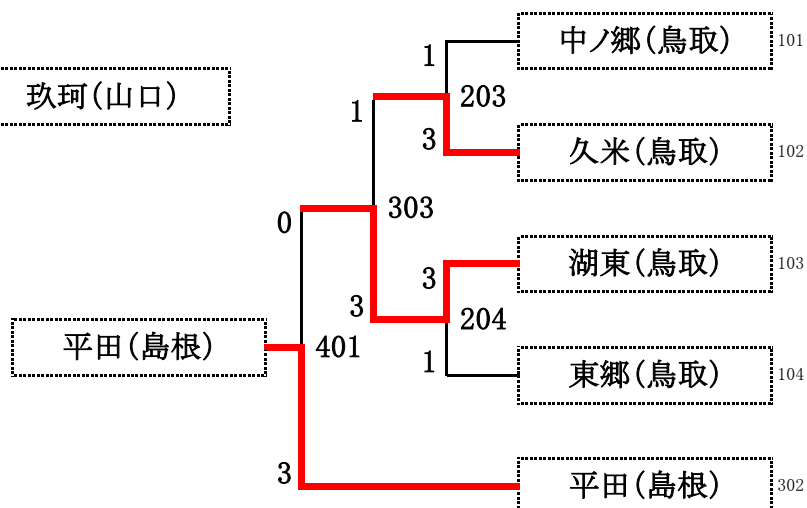 中ノ郷(鳥取) 101
1
玖珂(山口)
1 203
3
久米(鳥取) 102
0 303
湖東(鳥取) 103
3
3
204
平田(島根) 401
1
東郷(鳥取) 104
3
平田(島根) 302